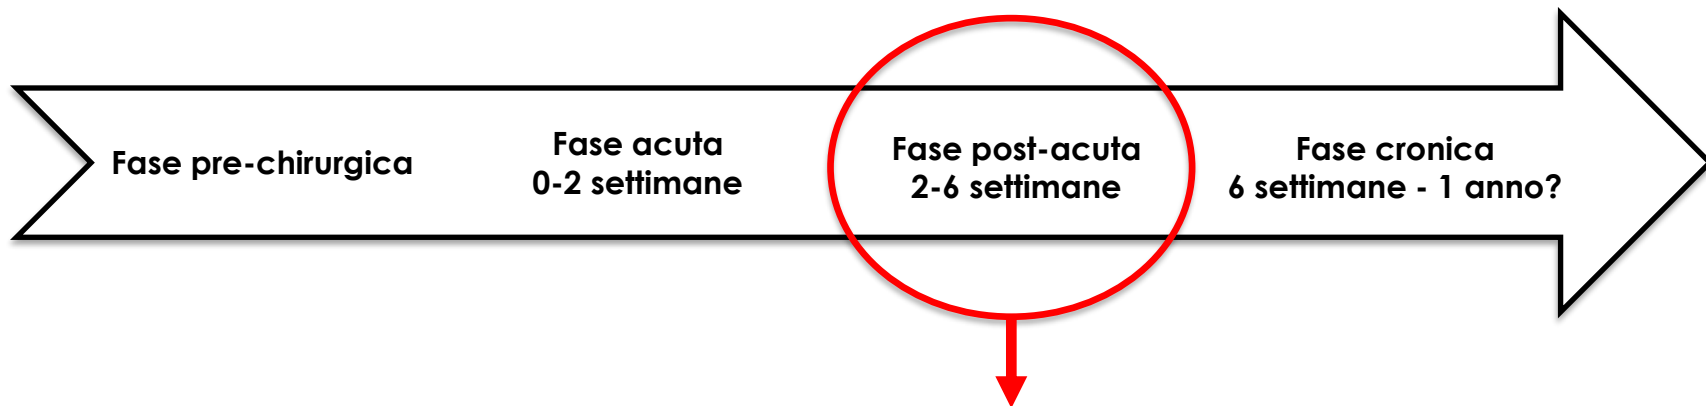 Fase pre-chirurgica
Fase acuta
0-2 settimane
Fase post-acuta
2-6 settimane
Fase cronica
6 settimane - 1 anno?